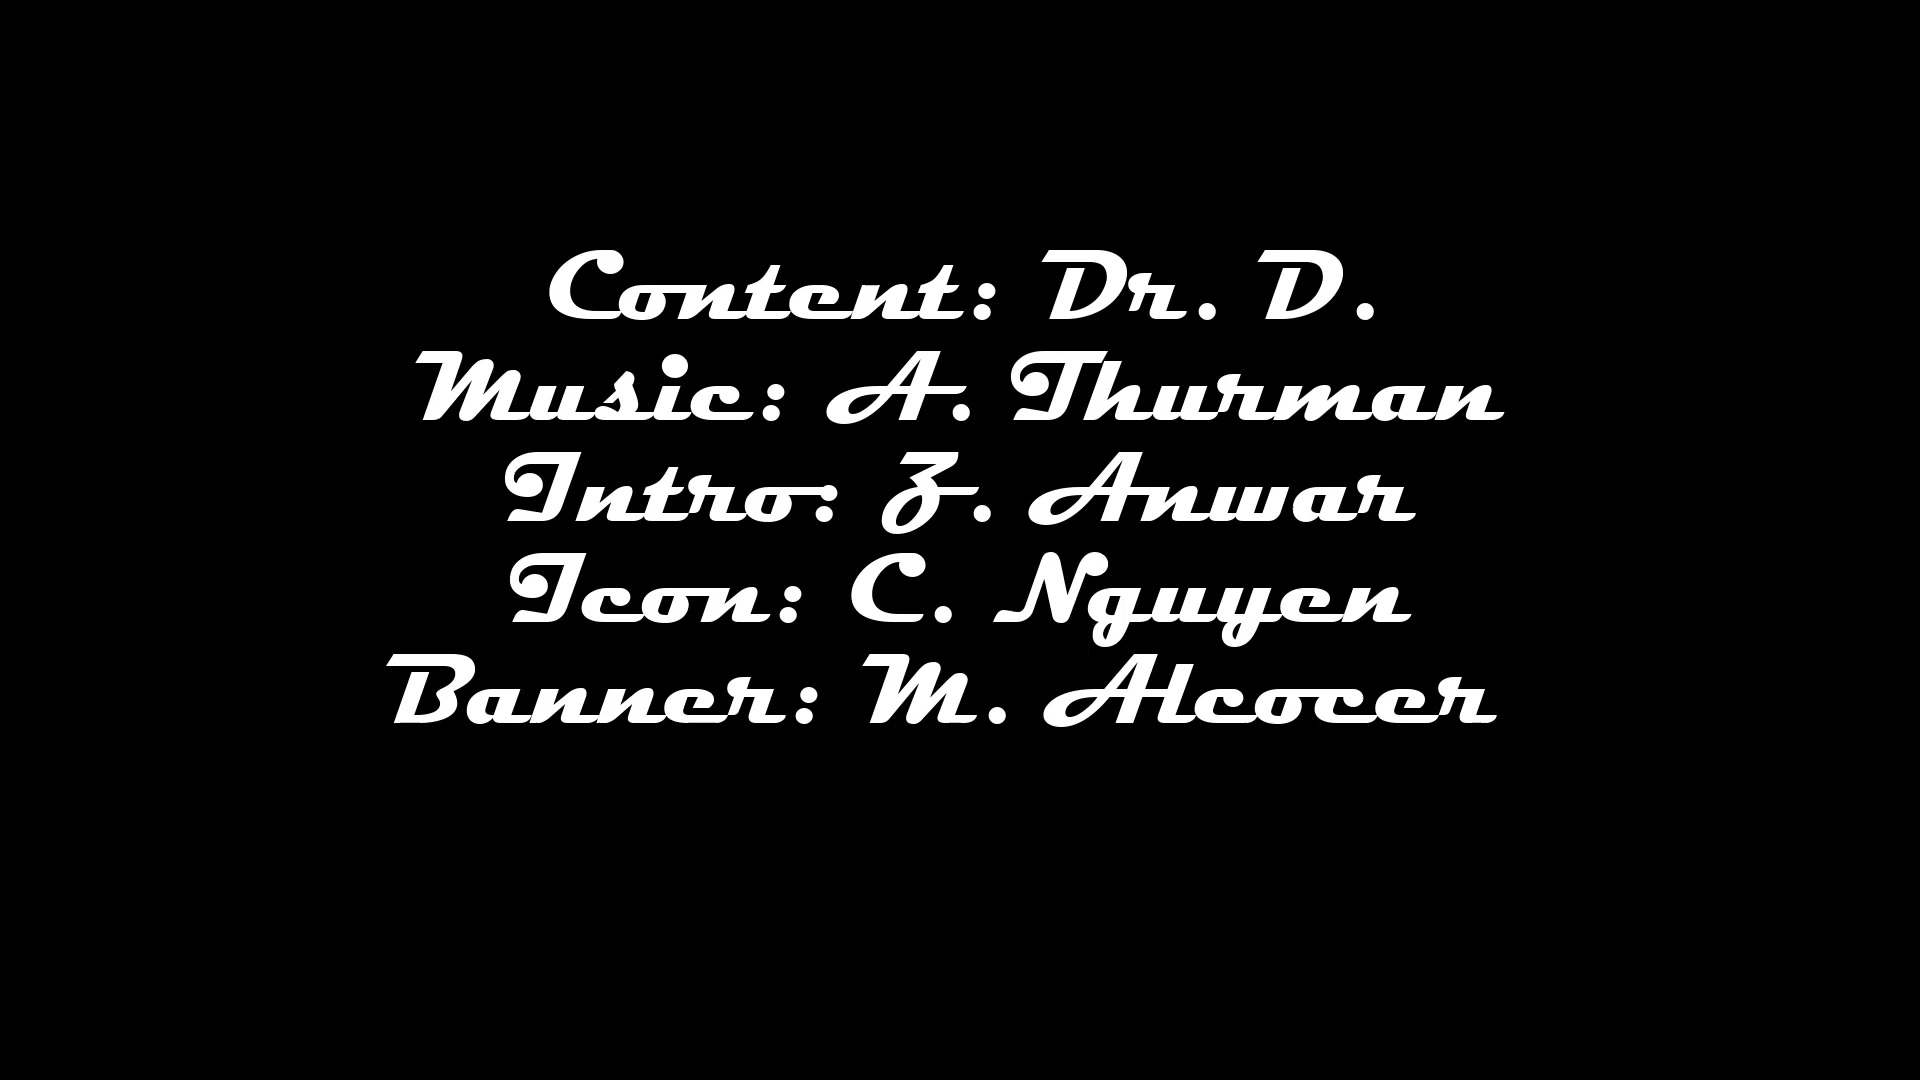 Content: Dr. D.
Music: A. Thurman
Intro: Z. Anwar
Icon: C. Nguyen
Banner: M. Alcocer